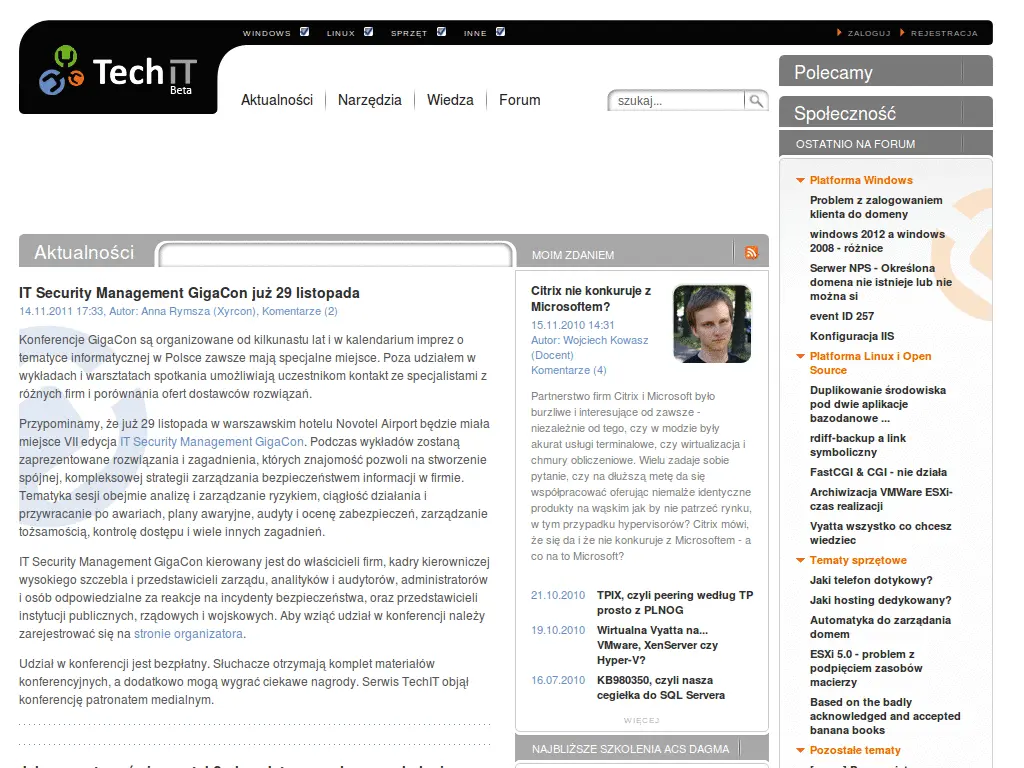 WINDOWS LINUX SPRZĘT INNE
ZALOGUJ REJESTRACJA
Tech iT
Beta
Aktualności Narzędzia Wiedza Forum
szukaj...
Polecamy
Społeczność
OSTATNIO NA FORUM
Aktualności
IT Security Management GigaCon już 29 listopada
14.11.2011 17:33, Autor: Anna Rymsza (Xyrcon), Komentarze (2)
Konferencje GigaCon są organizowane od kilkunastu lat i w kalendarium imprez o
tematyce informatycznej w Polsce zawsze mają specjalne miejsce. Poza udziałem w
wykładach i warsztatach spotkania umożliwiają uczestnikom kontakt ze specjalistami z
różnych firm i porównania ofert dostawców rozwiązań.
Przypominamy, że już 29 listopada w warszawskim hotelu Novotel Airport będzie miała
miejsce VII edycja IT Security Management GigaCon. Podczas wykładów zostaną
zaprezentowane rozwiązania i zagadnienia, których znajomość pozwoli na stworzenie
spójnej, kompleksowej strategii zarządzania bezpieczeństwem informacji w firmie.
Tematyka sesji obejmie analizę i zarządzanie ryzykiem, ciągłość działania i
przywracanie po awariach, plany awaryjne, audyty i ocenę zabezpieczeń, zarządzanie
tożsamością, kontrolę dostępu i wiele innych zagadnień.
IT Security Management GigaCon kierowany jest do właścicieli firm, kadry kierowniczej
wysokiego szczebla i przedstawicieli zarządu, analityków i audytorów, administratorów
i osób odpowiedzialne za reakcje na incydenty bezpieczeństwa, oraz przedstawicieli
instytucji publicznych, rządowych i wojskowych. Aby wziąć udział w konferencji należy
zarejestrować się na stronie organizatora.
Udział w konferencji jest bezpłatny. Słuchacze otrzymają komplet materiałów
konferencyjnych, a dodatkowo mogą wygrać ciekawe nagrody. Serwis TechIT objął
konferencję patronatem medialnym.
MOIM ZDANIEM
Citrix nie konkuruje z
Microsoftem?
15.11.2010 14:31
Autor: Wojciech Kowasz
(Docent)
Komentarze (4)
Partnerstwo firm Citrix i Microsoft było
burzliwe i interesujące od zawsze -
niezależnie od tego, czy w modzie były
akurat usługi terminalowe, czy wirtualizacja i
chmury obliczeniowe. Wielu zadaje sobie
pytanie, czy na dłuższą metę da się
współpracować oferując niemalże identyczne
produkty na wąskim jak by nie patrzeć rynku,
w tym przypadku hypervisorów? Citrix mówi,
że się da i że nie konkuruje z Microsoftem - a
co na to Microsoft?
21.10.2010 TPIX, czyli peering według TP
prosto z PLNOG
19.10.2010 Wirtualna Vyatta na...
VMware, XenServer czy
Hyper-V?
16.07.2010 KB980350, czyli nasza
cegiełka do SQL Servera
WIĘCEJ
NAJBLIŻSZE SZKOLENIA ACS DAGMA
Platforma Windows
Problem z zalogowaniem
klienta do domeny
windows 2012 a windows
2008 - różnice
Serwer NPS - Określona
domena nie istnieje lub nie
można si
event ID 257
Konfiguracja IIS
Platforma Linux i Open
Source
Duplikowanie środowiska
pod dwie aplikacje
bazodanowe ...
rdiff-backup a link
symboliczny
FastCGI & CGI - nie działa
Archiwizacja VMWare ESXi-
czas realizacji
Vyatta wszystko co chcesz
wiedziec
Tematy sprzętowe
Jaki telefon dotykowy?
Jaki hosting dedykowany?
Automatyka do zarządania
domem
ESXi 5.0 - problem z
podpięciem zasobów
macierzy
Based on the badly
acknowledged and accepted
banana books
Pozostałe tematy